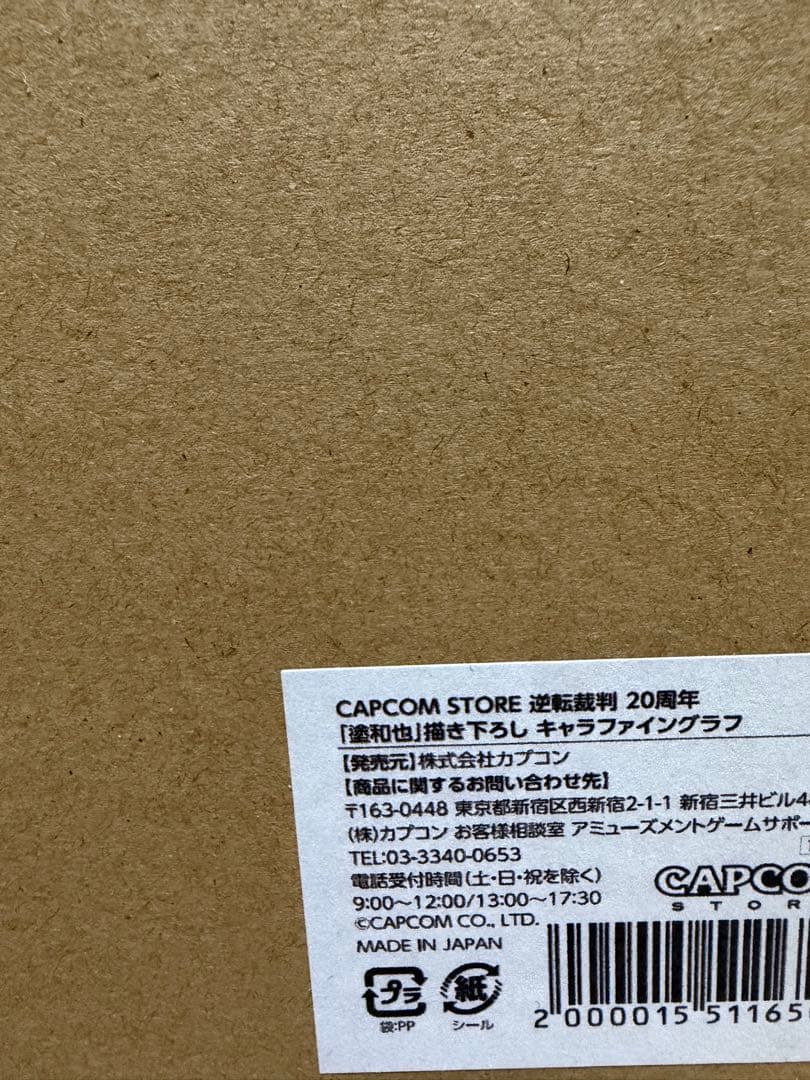 CAPCOM STORE 逆転裁判 20周年
「塗和也」描き下ろし キャラファイングラフ
【発売元】株式会社カプコン
【商品に関するお問い合わせ先】
〒163-0448 東京都新宿区西新宿2-1-1 新宿三井ビル4
(株)カプコン お客様相談室 アミューズメントゲームサポー
TEL:03-3340-0653
電話受付時間(土・日・祝を除く)
9:00〜12:00/13:00〜17:30
©CAPCOM CO., LTD.
MADE IN JAPAN
CAPCO
STOR
プラ
袋:PP
紙
シール
2 000015 51165